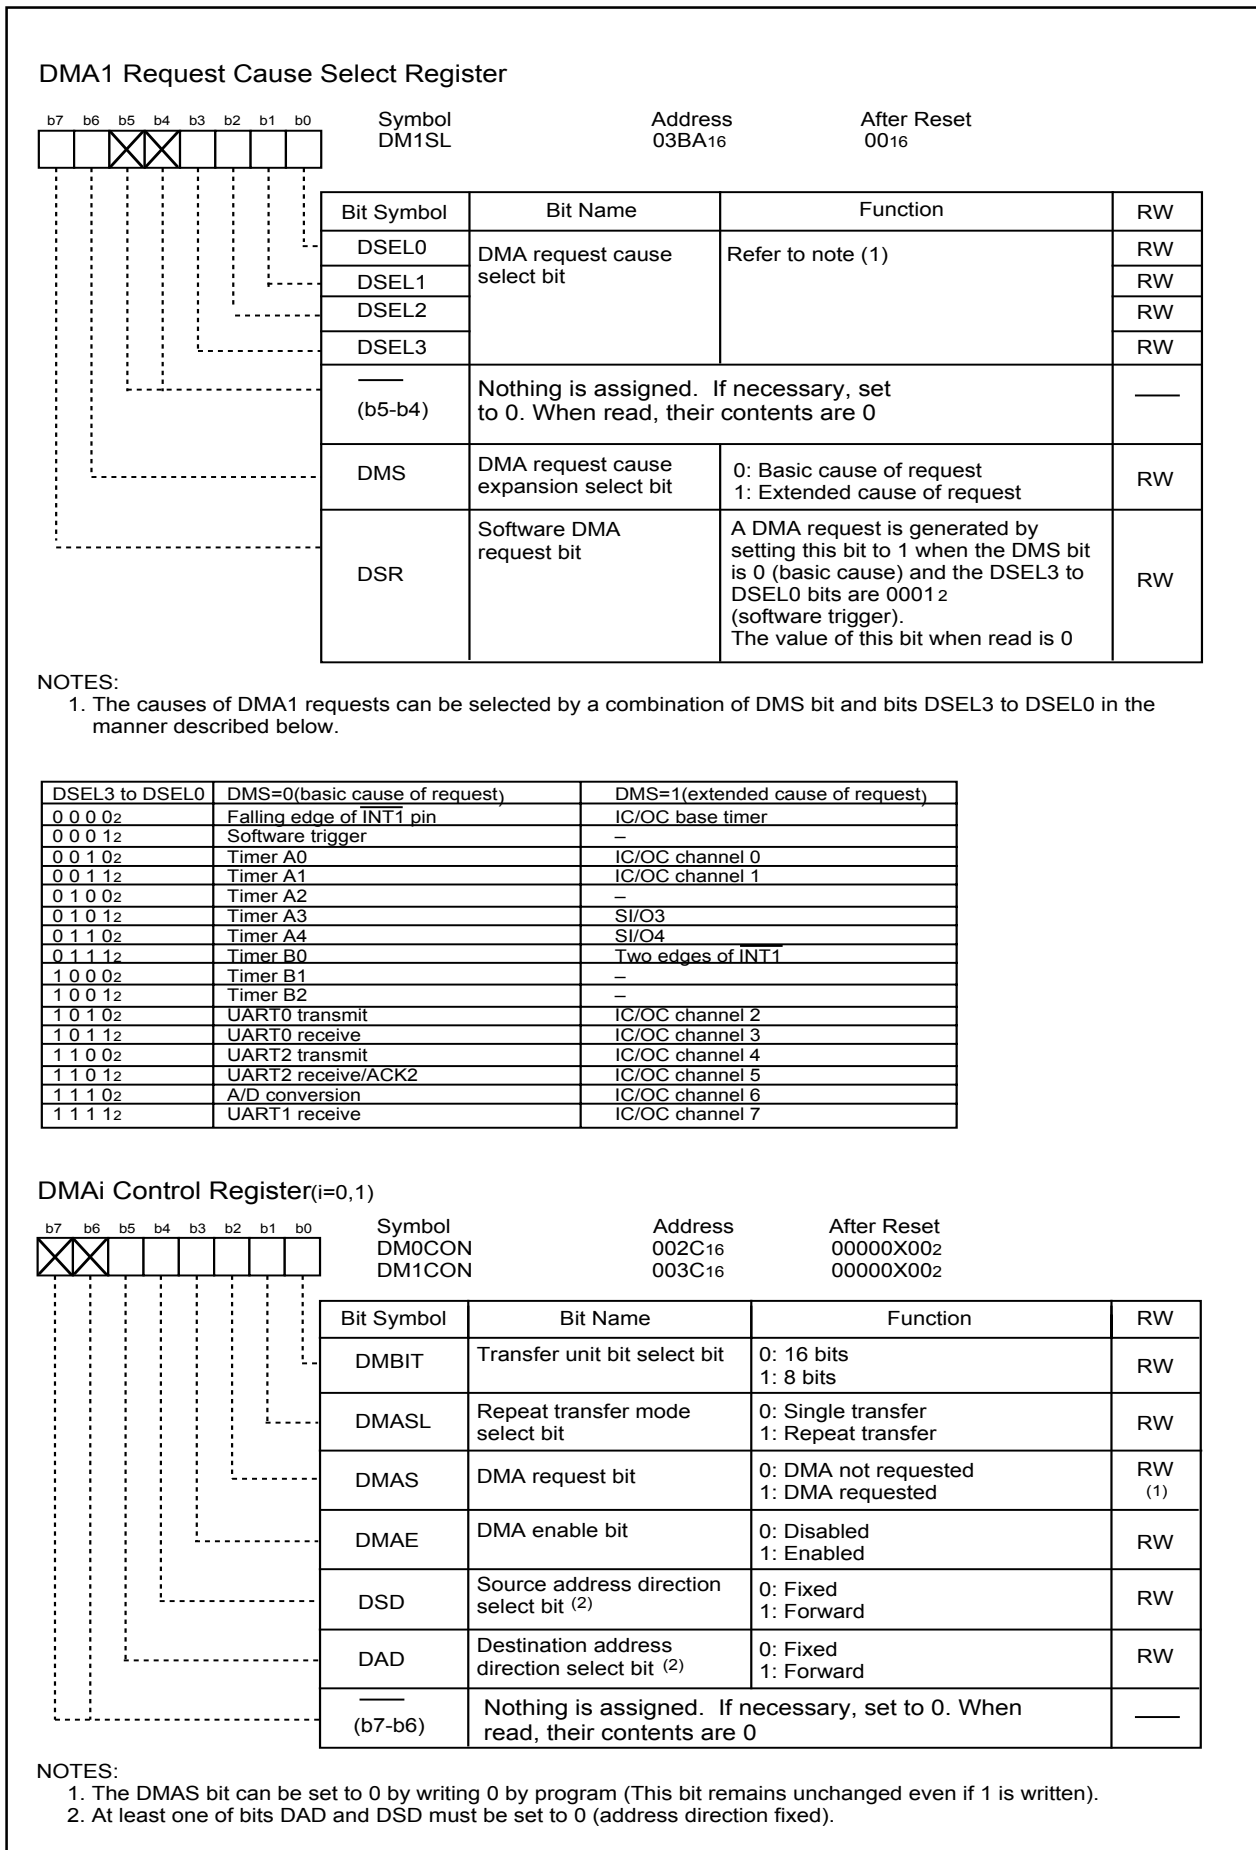 DMA1 Request Cause Select Register
b7 b6 b5 b4 b3 b2 b1 b0
Symbol Address After Reset
DM1SL 03BA16 0016
Bit Symbol Bit Name Function RW
DSEL0 DMA request cause select bit Refer to note (1) RW
DSEL1 RW
DSEL2 RW
DSEL3 RW
(b5-b4) Nothing is assigned. If necessary, set
to 0. When read, their contents are 0
DMS DMA request cause expansion select bit 0: Basic cause of request
1: Extended cause of request RW
DSR Software DMA request bit A DMA request is generated by
setting this bit to 1 when the DMS bit
is 0 (basic cause) and the DSEL3 to
DSEL0 bits are 00012
(software trigger).
The value of this bit when read is 0 RW
NOTES:
1. The causes of DMA1 requests can be selected by a combination of DMS bit and bits DSEL3 to DSEL0 in the
manner described below.
DSEL3 to DSEL0 DMS=0(basic cause of request) DMS=1(extended cause of request)
0 0 0 02 Falling edge of INT1 pin IC/OC base timer
0 0 0 12 Software trigger –
0 0 1 02 Timer A0 IC/OC channel 0
0 0 1 12 Timer A1 IC/OC channel 1
0 1 0 02 Timer A2 –
0 1 0 12 Timer A3 SI/O3
0 1 1 02 Timer A4 SI/O4
0 1 1 12 Timer B0 Two edges of INT1
1 0 0 02 Timer B1 –
1 0 0 12 Timer B2 –
1 0 1 02 UART0 transmit IC/OC channel 2
1 0 1 12 UART0 receive IC/OC channel 3
1 1 0 02 UART2 transmit IC/OC channel 4
1 1 0 12 UART2 receive/ACK2 IC/OC channel 5
1 1 1 02 A/D conversion IC/OC channel 6
1 1 1 12 UART1 receive IC/OC channel 7
DMAi Control Register(i=0,1)
b7 b6 b5 b4 b3 b2 b1 b0
Symbol Address After Reset
DM0CON 002C16 00000X002
DM1CON 003C16 00000X002
Bit Symbol Bit Name Function RW
DMBIT Transfer unit bit select bit 0: 16 bits
1: 8 bits RW
DMASL Repeat transfer mode select bit 0: Single transfer
1: Repeat transfer RW
DMAS DMA request bit 0: DMA not requested
1: DMA requested RW (1)
DMAE DMA enable bit 0: Disabled
1: Enabled RW
DSD Source address direction select bit (2) 0: Fixed
1: Forward RW
DAD Destination address direction select bit (2) 0: Fixed
1: Forward RW
(b7-b6) Nothing is assigned. If necessary, set to 0. When
read, their contents are 0
NOTES:
1. The DMAS bit can be set to 0 by writing 0 by program (This bit remains unchanged even if 1 is written).
2. At least one of bits DAD and DSD must be set to 0 (address direction fixed).